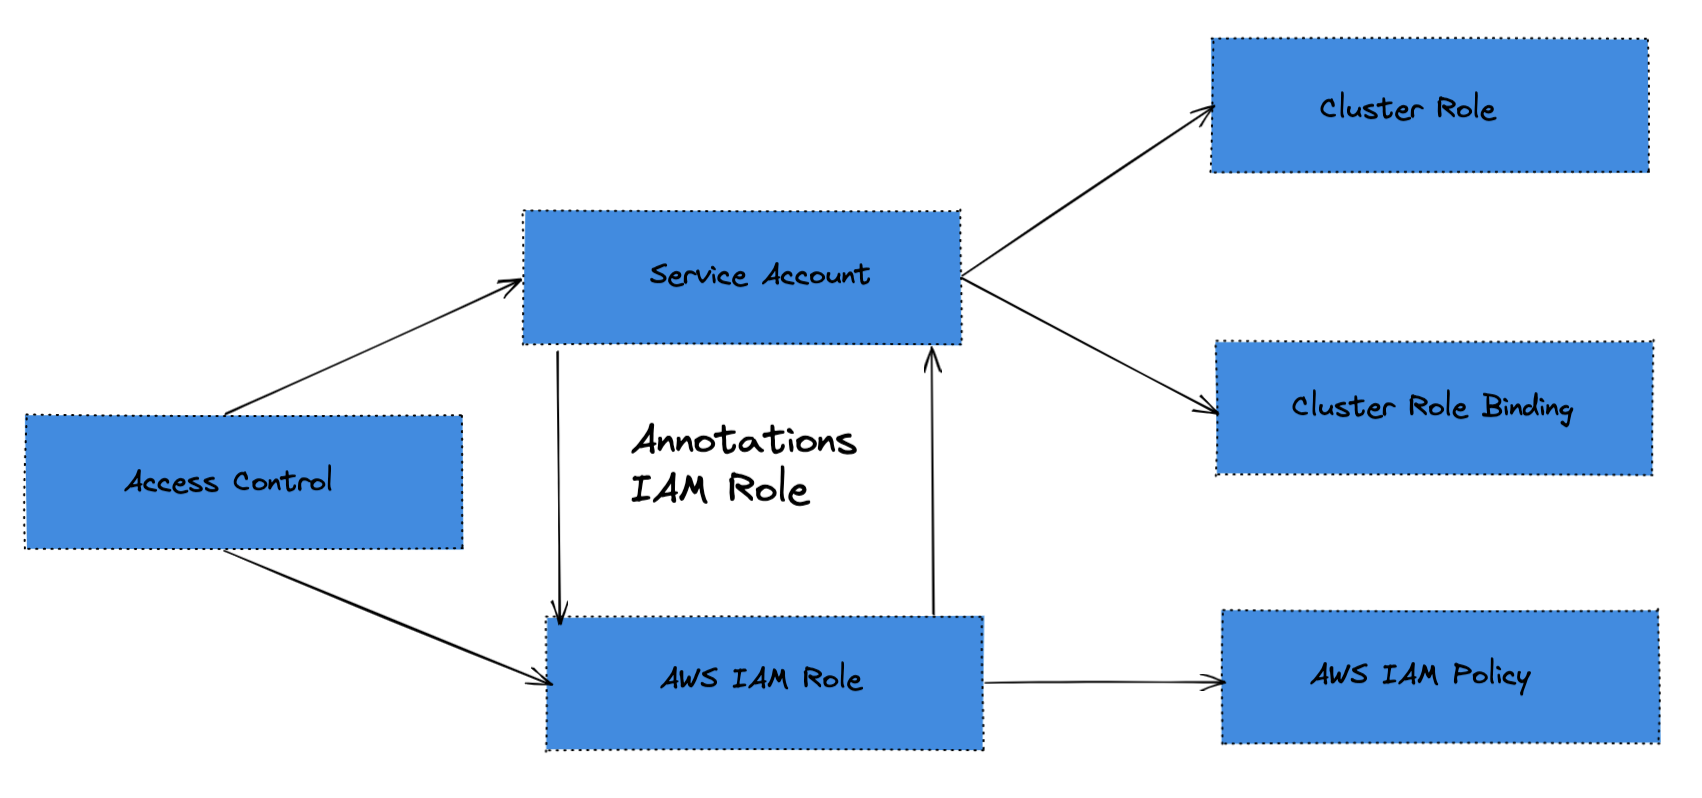 Cluster Role
Service Account
Cluster Role Binding
Annotations
IAM Role
Access Control
AWS IAM Role
AWS IAM Policy